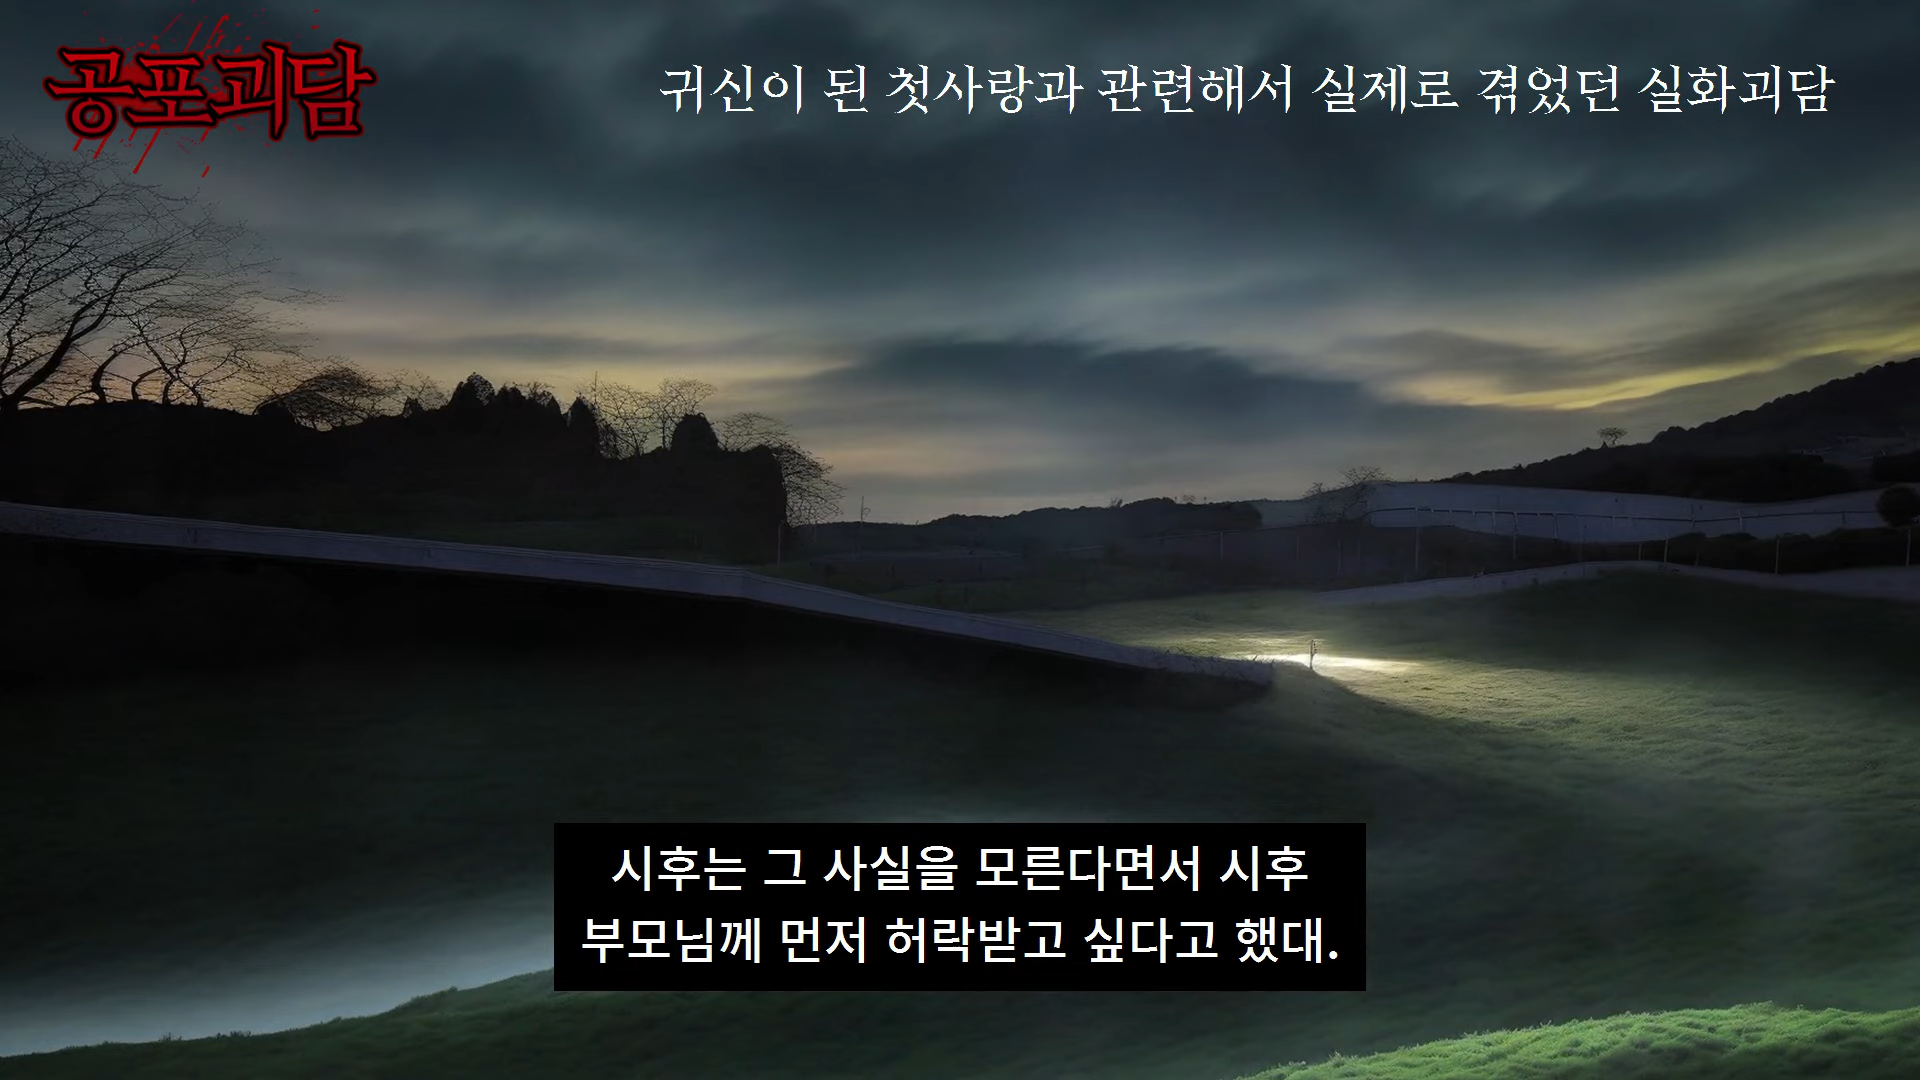 공포괴담
귀신이 된 첫사랑과 관련해서 실제로 겪었던 실화괴담
시후는 그 사실을 모른다면서 시후
부모님께 먼저 허락받고 싶다고 했대.